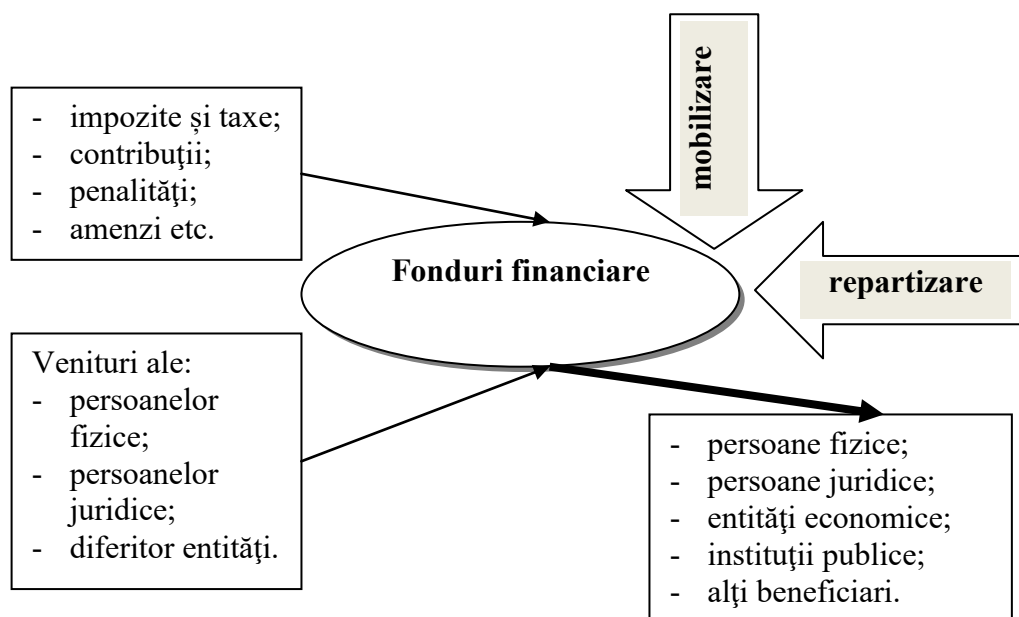 mobilizare
- impozite și taxe;
- contribuţii;
- penalităţi;
- amenzi etc.
Fonduri financiare
repartizare
Venituri ale:
- persoanelor
fizice;
- persoanelor
juridice;
- diferitor entităţi.
- persoane fizice;
- persoane juridice;
- entităţi economice;
- instituţii publice;
- alţi beneficiari.